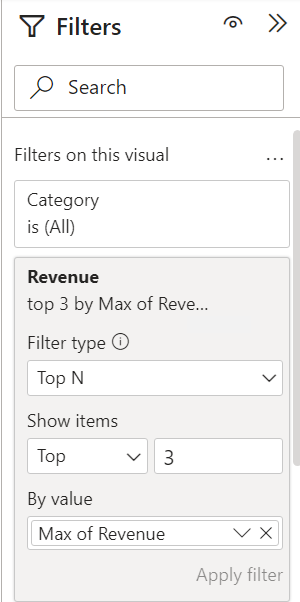 Filters
Search
Filters on this visual ...
Category
is (All)
Revenue
top 3 by Max of Reve...
Filter type
Top N
Show items
Top 3
By value
Max of Revenue
Apply filter